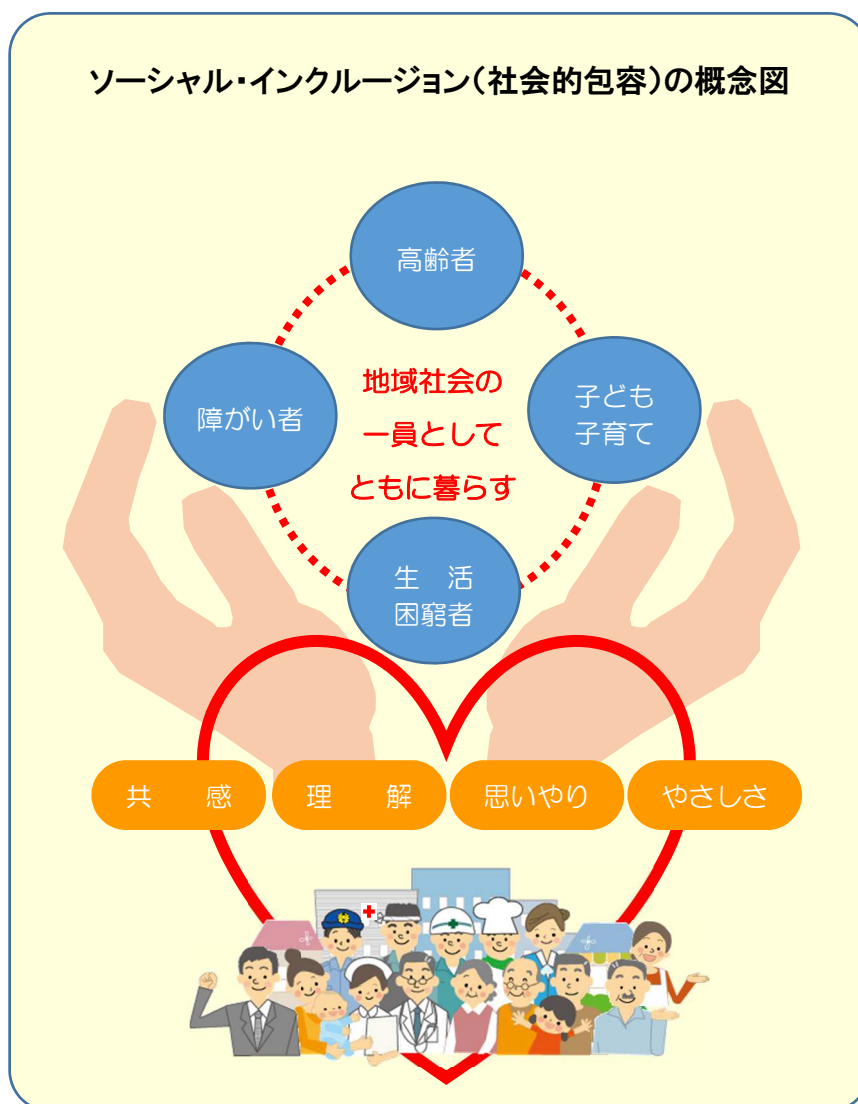 ソーシャル・インクルージョン(社会的包容)の概念図
高齢者
障がい者
地域社会の
一員として
ともに暮らす
子ども
子育て
生　活
困窮者
共　感
理　解
思いやり
やさしさ